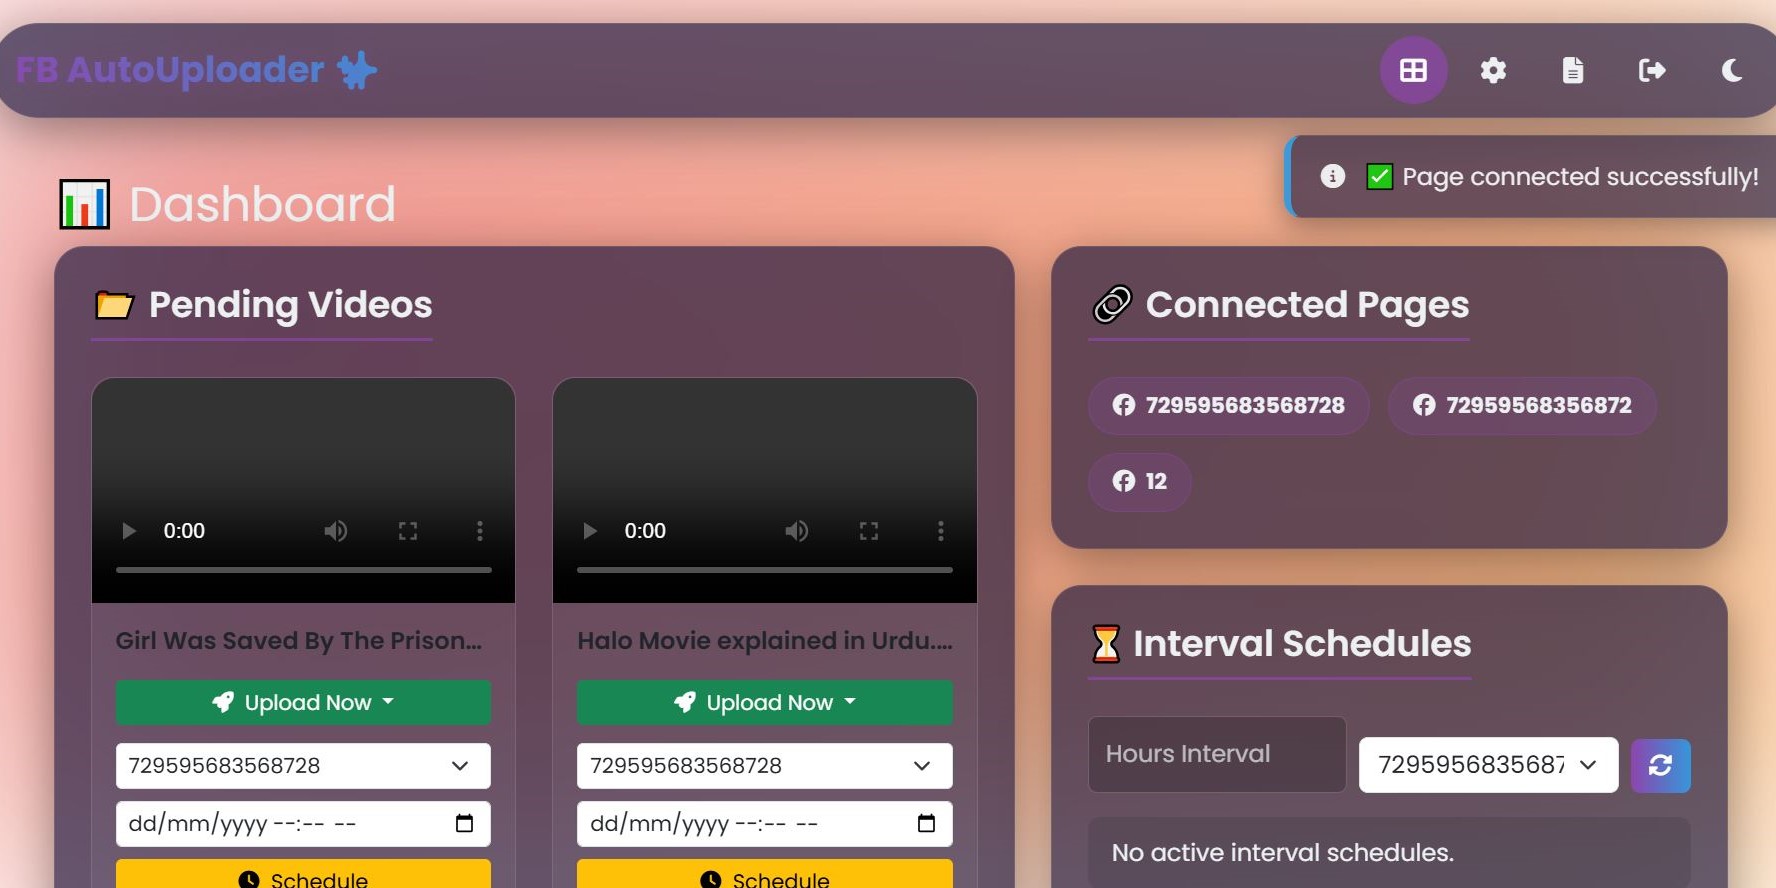 FB AutoUploader
Page connected successfully!
Dashboard
Pending Videos
0:00
Girl Was Saved By The Prison...
Upload Now
729595683568728
dd/mm/yyyy --:-- --
Schedule
0:00
Halo Movie explained in Urdu....
Upload Now
729595683568728
dd/mm/yyyy --:-- --
Schedule
Connected Pages
729595683568728
72959568356872
12
Interval Schedules
Hours Interval
7295956835687
No active interval schedules.